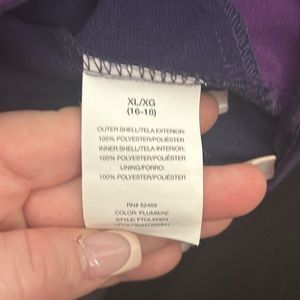 XL/XG
(16-18)
OUTER SHELL/TELA EXTERIOR:
100% POLYESTER/POLIÉSTER
INNER SHELL/TELA INTERIOR:
100% POLYESTER/POLIÉSTER
LINING/FORRO:
100% POLYESTER/POLIÉSTER
RN# 52469
COLOR: PLUMIERE